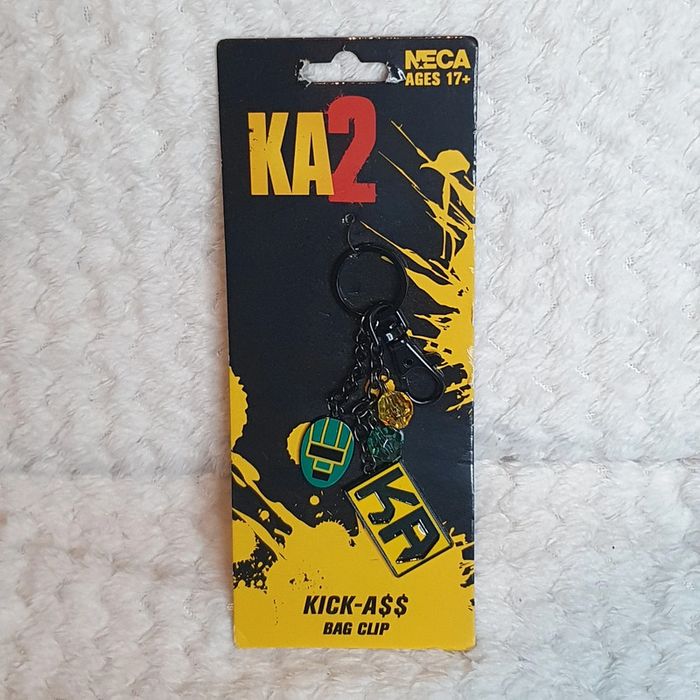 NECA
AGES 17+
KA2
KA
KICK-A$$
BAG CLIP